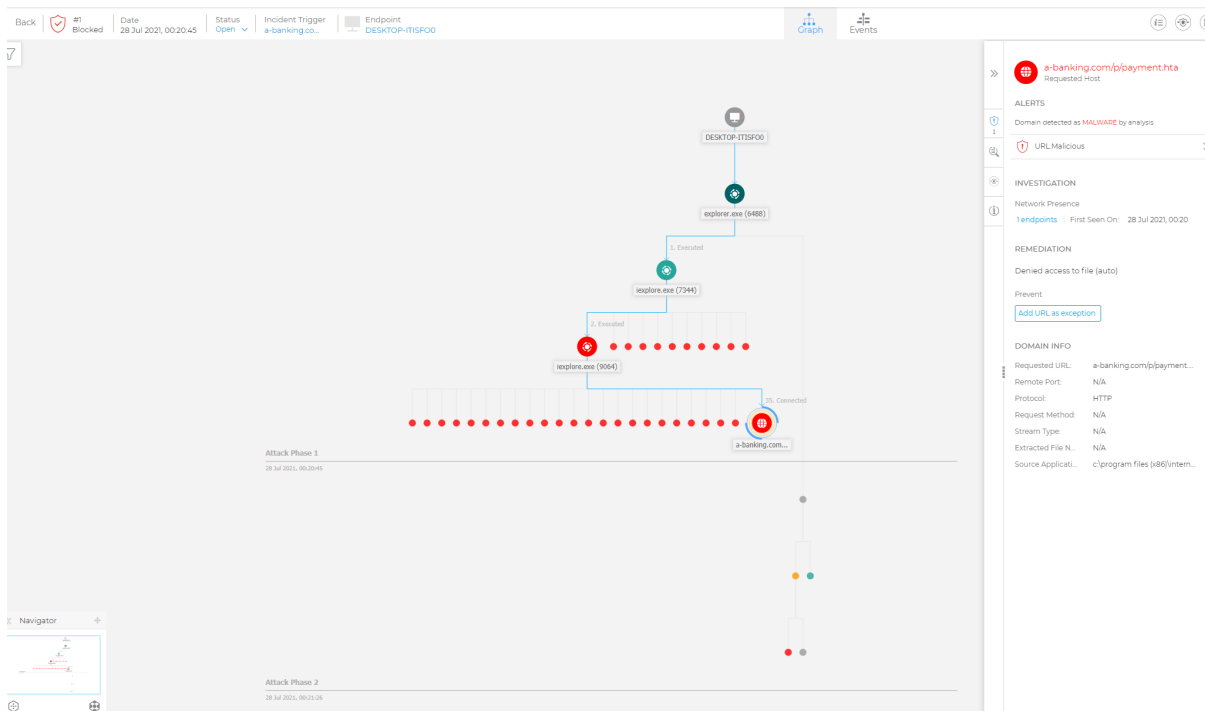 Back
#1
Blocked
Date
28 Jul 2021, 00:20:45
Status
Open
Incident Trigger
a-banking.co...
Endpoint
DESKTOP-ITISFO0
Graph
Events
DESKTOP-ITISFO0
explorer.exe (6488)
1. Executed
iexplore.exe (7344)
2. Executed
iexplore.exe (9064)
35. Connected
a-banking.com...
Attack Phase 1
28 Jul 2021, 00:20:45
Attack Phase 2
28 Jul 2021, 00:21:26
Navigator
a-banking.com/p/payment.hta
Requested Host
ALERTS
1
Domain detected as MALWARE by analysis
URL.Malicious
INVESTIGATION
Network Presence
1 endpoints First Seen On: 28 Jul 2021, 00:20
REMEDIATION
Denied access to file (auto)
Prevent
Add URL as exception
DOMAIN INFO
Requested URL: a-banking.com/p/payment...
Remote Port: N/A
Protocol: HTTP
Request Method: N/A
Stream Type: N/A
Extracted File N... N/A
Source Applicati... c:\program files (x86)\intern...